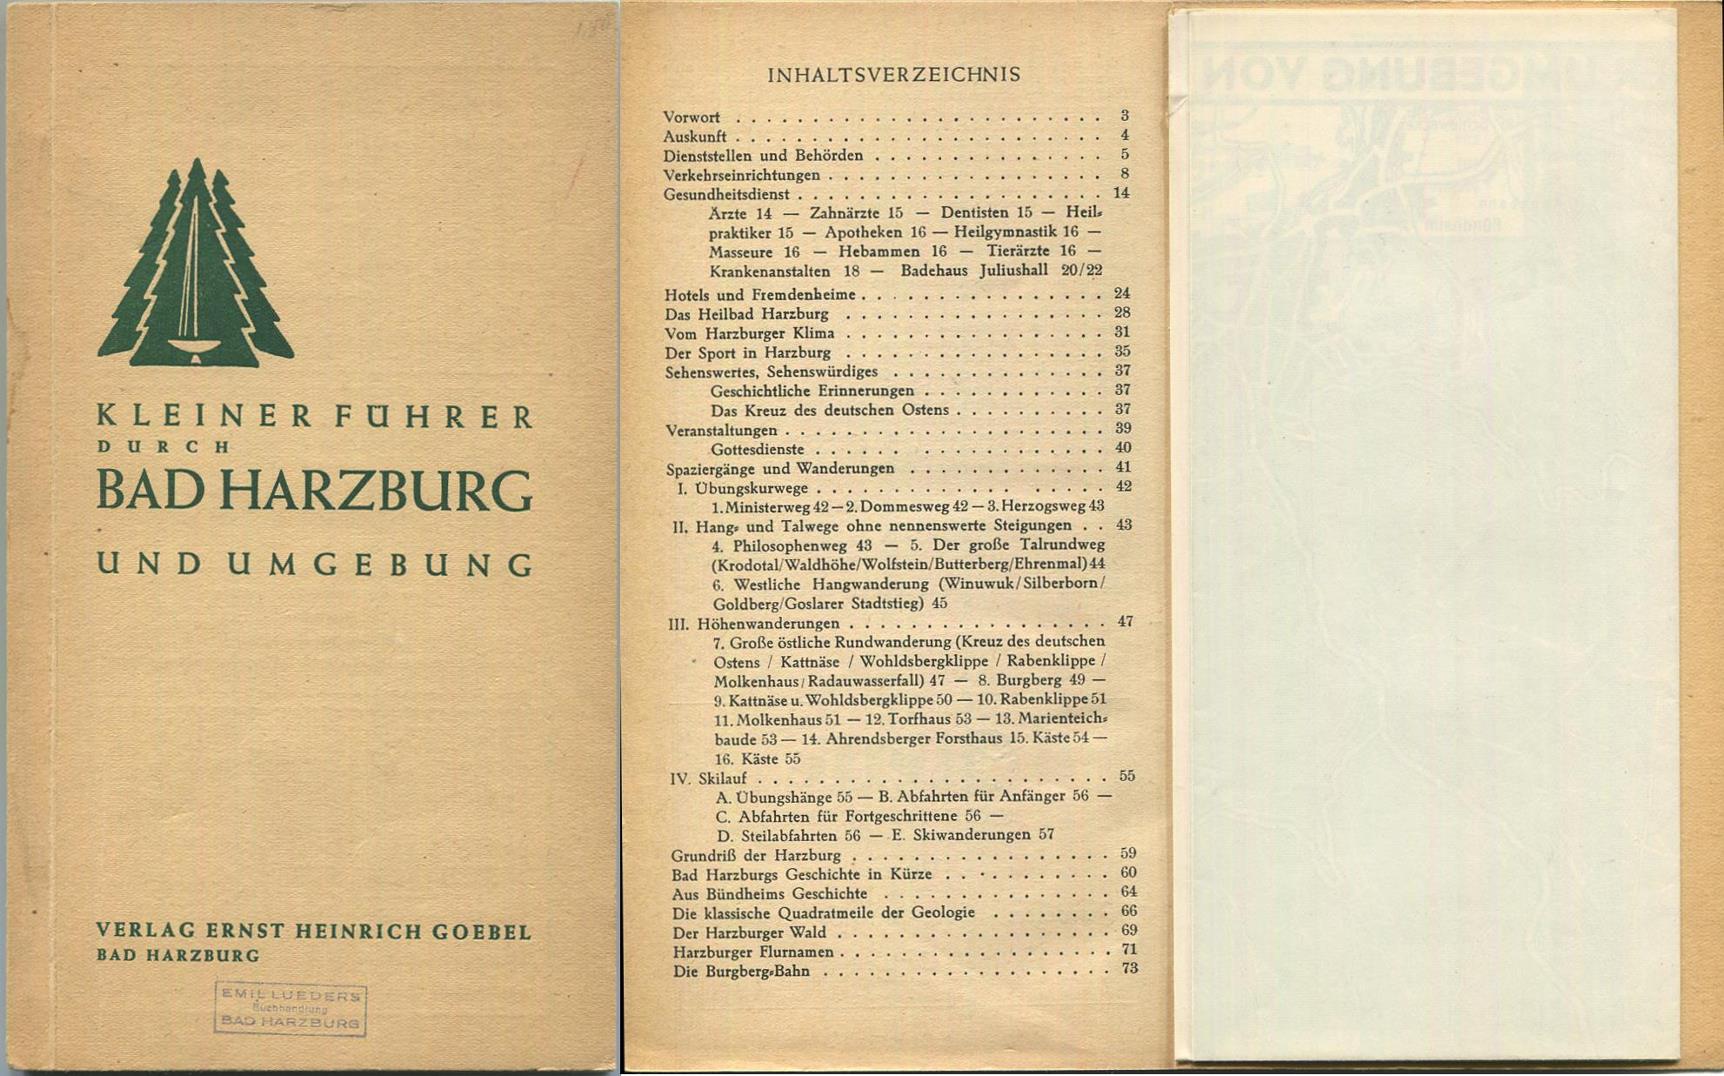 KLEINER FÜHRER
DURCH
BAD HARZBURG
UND UMGEBUNG
VERLAG ERNST HEINRICH GOEBEL
BAD HARZBURG
EMIL LUEDERS
Buchhandlung
BAD HARZBURG
INHALTSVERZEICHNIS
Vorwort . . . . . . . . . . . . . . . . . . . . . . . 3
Auskunft . . . . . . . . . . . . . . . . . . . . . . . 4
Dienststellen und Behörden . . . . . . . . . . . . . 5
Verkehrseinrichtungen . . . . . . . . . . . . . . . 8
Gesundheitsdienst . . . . . . . . . . . . . . . . . 14
Ärzte 14 — Zahnärzte 15 — Dentisten 15 — Heil-
praktiker 15 — Apotheken 16 — Heilgymnastik 16 —
Masseure 16 — Hebammen 16 — Tierärzte 16 —
Krankenanstalten 18 — Badehaus Juliushall 20/22
Hotels und Fremdenheime . . . . . . . . . . . . . . 24
Das Heilbad Harzburg . . . . . . . . . . . . . . . 28
Vom Harzburger Klima . . . . . . . . . . . . . . . 31
Der Sport in Harzburg . . . . . . . . . . . . . . . 35
Sehenswertes, Sehenswürdiges . . . . . . . . . . . . 37
Geschichtliche Erinnerungen . . . . . . . . . . . . 37
Das Kreuz des deutschen Ostens . . . . . . . . . . 37
Veranstaltungen . . . . . . . . . . . . . . . . . . 39
Gottesdienste . . . . . . . . . . . . . . . . . . 40
Spaziergänge und Wanderungen . . . . . . . . . . . 41
I. Übungskurwege . . . . . . . . . . . . . . . . . 42
1. Ministerweg 42 — 2. Dommesweg 42 — 3. Herzogsweg 43
II. Hang- und Talwege ohne nennenswerte Steigungen . . 43
4. Philosophenweg 43 — 5. Der große Talrundweg
(Krodotal/Waldhöhe/Wolfstein/Butterberg/Ehrenmal) 44
6. Westliche Hangwanderung (Winuwuk/Silberborn/
Goldberg/Goslarer Stadtstieg) 45
III. Höhenwanderungen . . . . . . . . . . . . . . . 47
7. Große östliche Rundwanderung (Kreuz des deutschen
Ostens / Kattnäse / Wohldsbergklippe / Rabenklippe /
Molkenhaus/Radauwasserfall) 47 — 8. Burgberg 49 —
9. Kattnäse u. Wohldsbergklippe 50 — 10. Rabenklippe 51
11. Molkenhaus 51 — 12. Torfhaus 53 — 13. Marienteich-
baude 53 — 14. Ahrendsberger Forsthaus 15. Käste 54 —
16. Käste 55
IV. Skilauf . . . . . . . . . . . . . . . . . . . . 55
A. Übungshänge 55 — B. Abfahrten für Anfänger 56 —
C. Abfahrten für Fortgeschrittene 56 —
D. Steilabfahrten 56 — E. Skiwanderungen 57
Grundriß der Harzburg . . . . . . . . . . . . . . . 59
Bad Harzburgs Geschichte in Kürze . . . . . . . . . 60
Aus Bündheims Geschichte . . . . . . . . . . . . . 64
Die klassische Quadratmeile der Geologie . . . . . . . 66
Der Harzburger Wald . . . . . . . . . . . . . . . 69
Harzburger Flurnamen . . . . . . . . . . . . . . . 71
Die Burgberg-Bahn . . . . . . . . . . . . . . . . 73